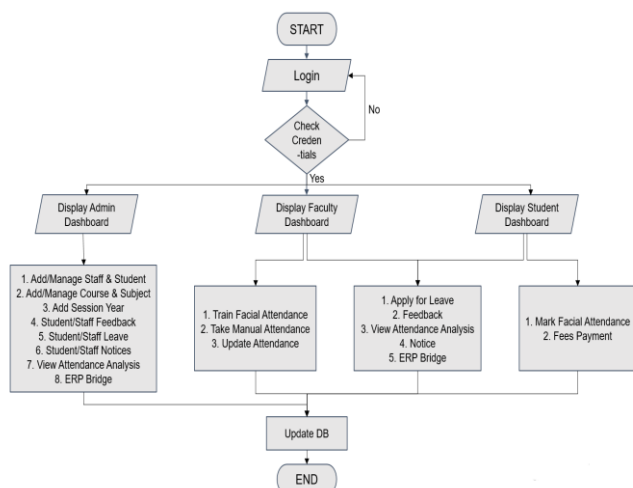 START
Login
No
Check
Creden
-tials
Yes
Display Admin
Dashboard
Display Faculty
Dashboard
Display Student
Dashboard
1. Add/Manage Staff & Student
2. Add/Manage Course & Subject
3. Add Session Year
4. Student/Staff Feedback
5. Student/Staff Leave
6. Student/Staff Notices
7. View Attendance Analysis
8. ERP Bridge
1. Train Facial Attendance
2. Take Manual Attendance
3. Update Attendance
1. Apply for Leave
2. Feedback
3. View Attendance Analysis
4. Notice
5. ERP Bridge
1. Mark Facial Attendance
2. Fees Payment
Update DB
END